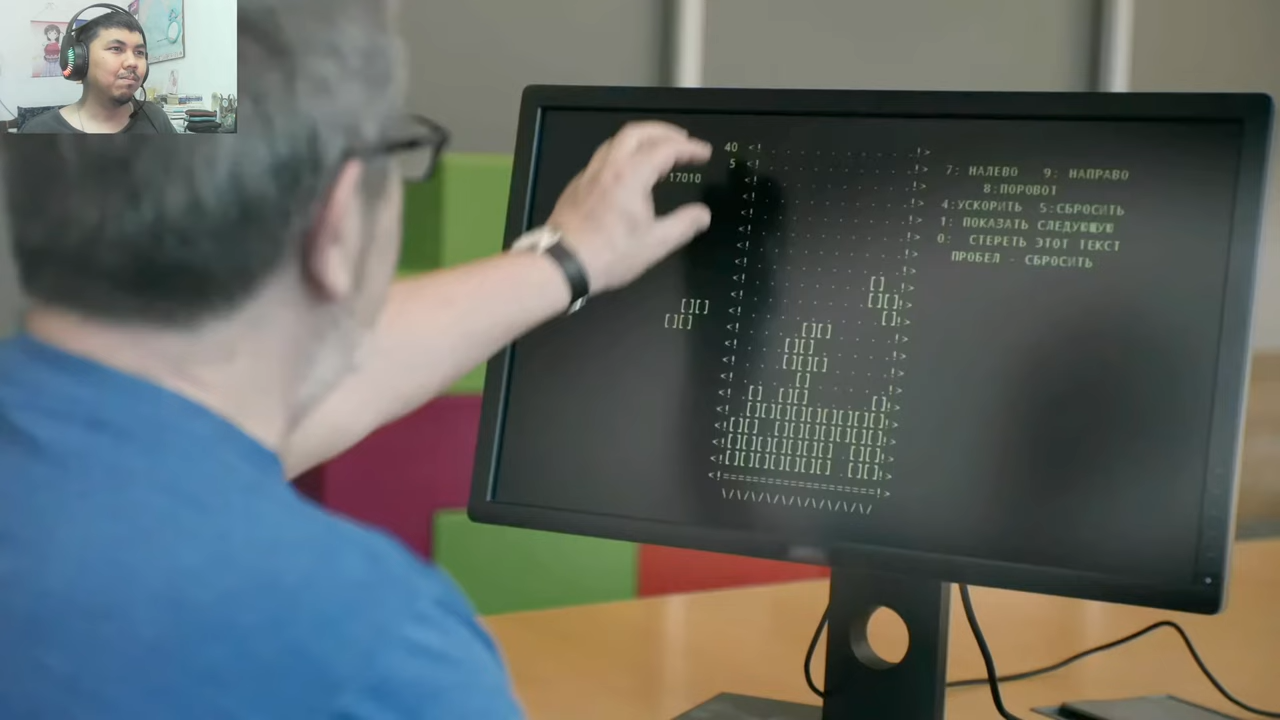 40
5
17010
7: НАЛЕВО 9: НАПРАВО
8:ПОРОВОТ
4:УСКОРИТЬ 5:СБРОСИТЬ
1: ПОКАЗАТЬ СЛЕДУЮЩУЮ
0: СТЕРЕТЬ ЭТОТ ТЕКСТ
ПРОБЕЛ - СБРОСИТЬ